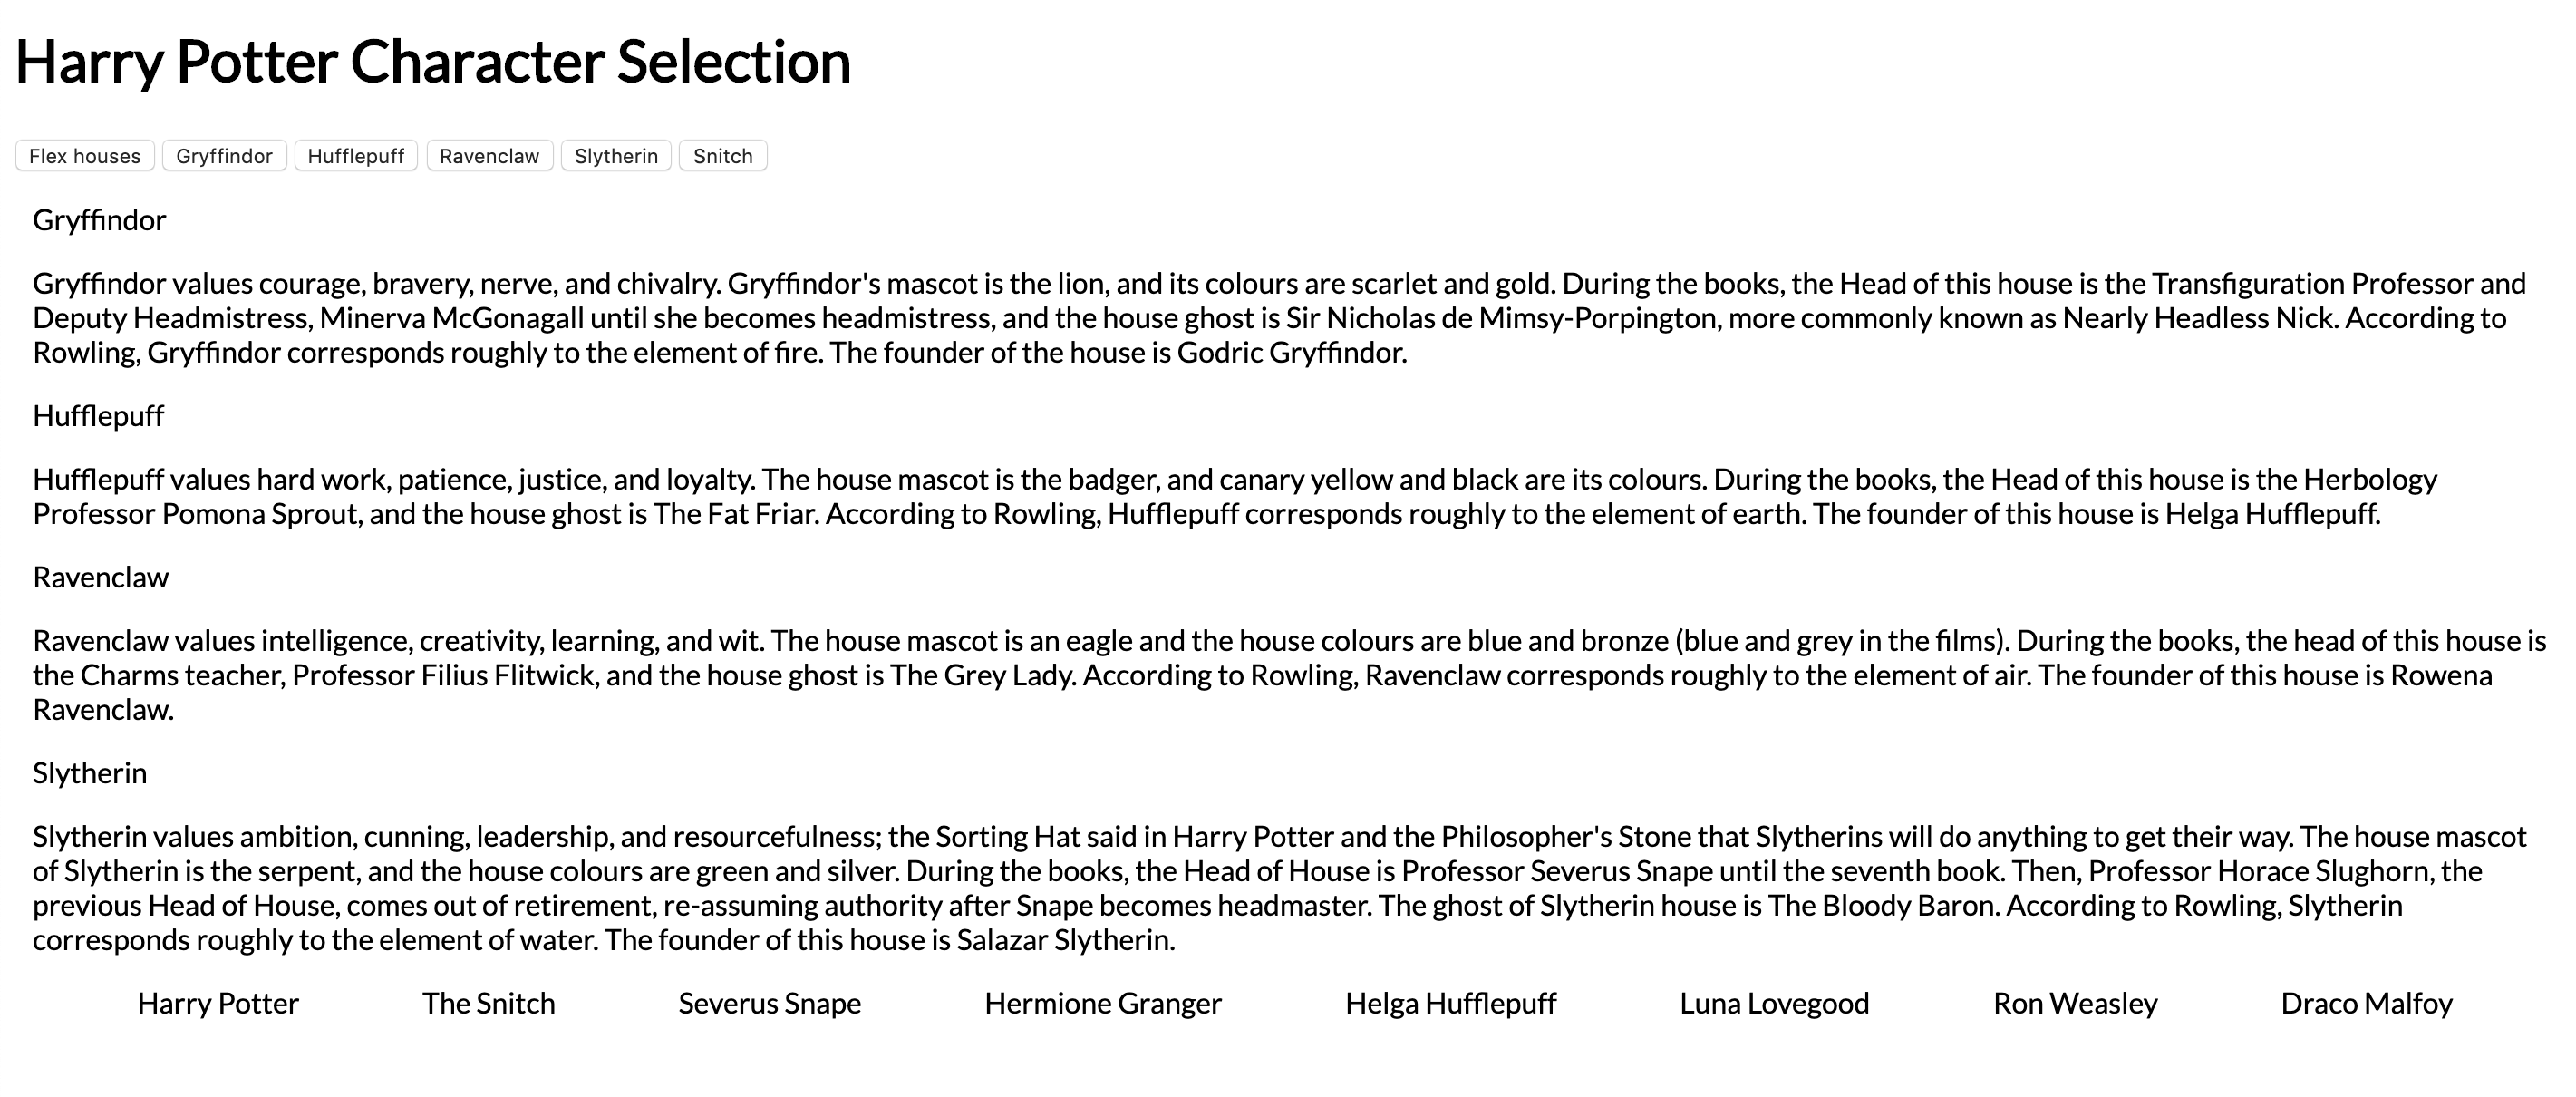 Harry Potter Character Selection
Flex houses Gryffindor Hufflepuff Ravenclaw Slytherin Snitch
Gryffindor
Gryffindor values courage, bravery, nerve, and chivalry. Gryffindor's mascot is the lion, and its colours are scarlet and gold. During the books, the Head of this house is the Transfiguration Professor and
Deputy Headmistress, Minerva McGonagall until she becomes headmistress, and the house ghost is Sir Nicholas de Mimsy-Porpington, more commonly known as Nearly Headless Nick. According to
Rowling, Gryffindor corresponds roughly to the element of fire. The founder of the house is Godric Gryffindor.
Hufflepuff
Hufflepuff values hard work, patience, justice, and loyalty. The house mascot is the badger, and canary yellow and black are its colours. During the books, the Head of this house is the Herbology
Professor Pomona Sprout, and the house ghost is The Fat Friar. According to Rowling, Hufflepuff corresponds roughly to the element of earth. The founder of this house is Helga Hufflepuff.
Ravenclaw
Ravenclaw values intelligence, creativity, learning, and wit. The house mascot is an eagle and the house colours are blue and bronze (blue and grey in the films). During the books, the head of this house is
the Charms teacher, Professor Filius Flitwick, and the house ghost is The Grey Lady. According to Rowling, Ravenclaw corresponds roughly to the element of air. The founder of this house is Rowena
Ravenclaw.
Slytherin
Slytherin values ambition, cunning, leadership, and resourcefulness; the Sorting Hat said in Harry Potter and the Philosopher's Stone that Slytherins will do anything to get their way. The house mascot
of Slytherin is the serpent, and the house colours are green and silver. During the books, the Head of House is Professor Severus Snape until the seventh book. Then, Professor Horace Slughorn, the
previous Head of House, comes out of retirement, re-assuming authority after Snape becomes headmaster. The ghost of Slytherin house is The Bloody Baron. According to Rowling, Slytherin
corresponds roughly to the element of water. The founder of this house is Salazar Slytherin.
Harry Potter The Snitch Severus Snape Hermione Granger Helga Hufflepuff Luna Lovegood Ron Weasley Draco Malfoy